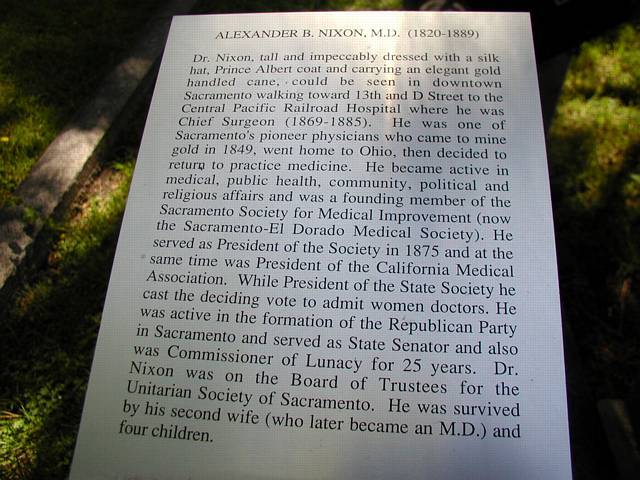 ALEXANDER B. NIXON, M.D. (1820-1889)
Dr. Nixon, tall and impeccably dressed with a silk
hat, Prince Albert coat and carrying an elegant gold
handled cane, could be seen in downtown
Sacramento walking toward 13th and D Street to the
Central Pacific Railroad Hospital where he was
Chief Surgeon (1869-1885). He was one of
Sacramento's pioneer physicians who came to mine
gold in 1849, went home to Ohio, then decided to
return to practice medicine. He became active in
medical, public health, community, political and
religious affairs and was a founding member of the
Sacramento Society for Medical Improvement (now
the Sacramento-El Dorado Medical Society). He
served as President of the Society in 1875 and at the
same time was President of the California Medical
Association. While President of the State Society he
cast the deciding vote to admit women doctors. He
was active in the formation of the Republican Party
in Sacramento and served as State Senator and also
was Commissioner of Lunacy for 25 years. Dr.
Nixon was on the Board of Trustees for the
Unitarian Society of Sacramento. He was survived
by his second wife (who later became an M.D.) and
four children.